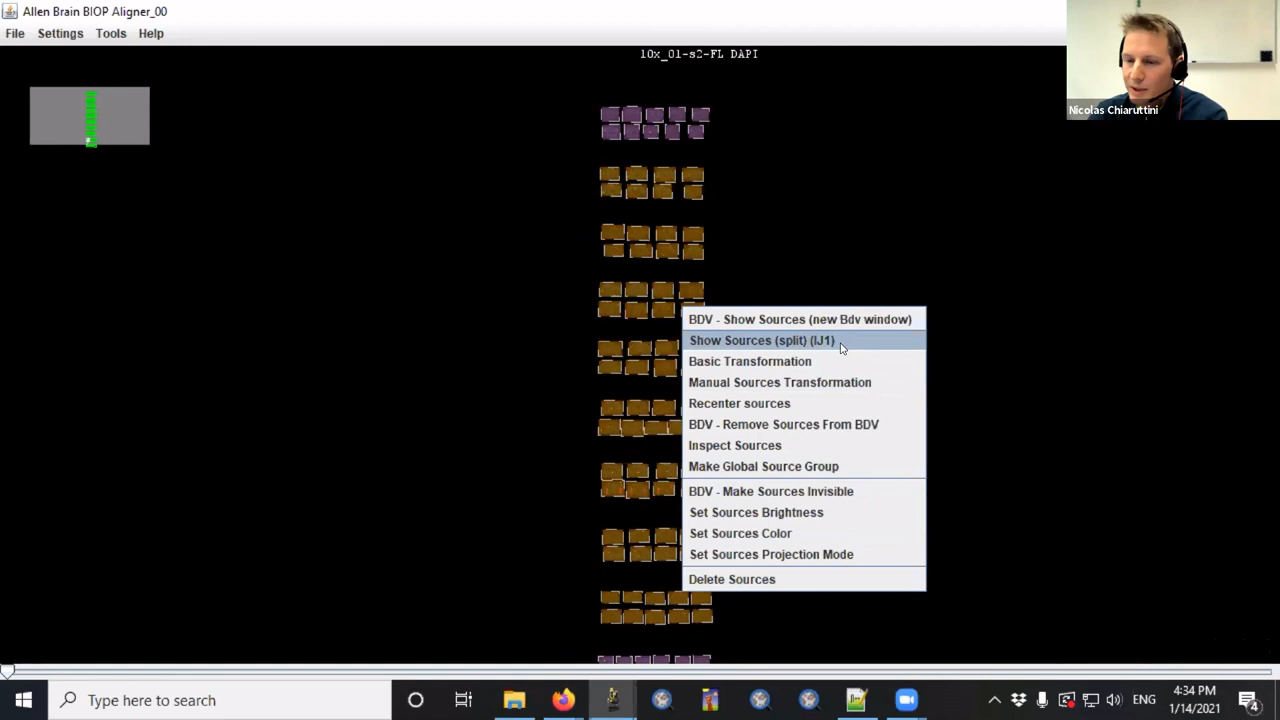 Allen Brain BIOP Aligner_00
File Settings Tools Help
10x_01-s2-FL DAPI
Nicolas Chiaruttini
BDV - Show Sources (new Bdv window)
Show Sources (split) (IJ1)
Basic Transformation
Manual Sources Transformation
Recenter sources
BDV - Remove Sources From BDV
Inspect Sources
Make Global Source Group
BDV - Make Sources Invisible
Set Sources Brightness
Set Sources Color
Set Sources Projection Mode
Delete Sources
Type here to search
ENG
4:34 PM
1/14/2021
4